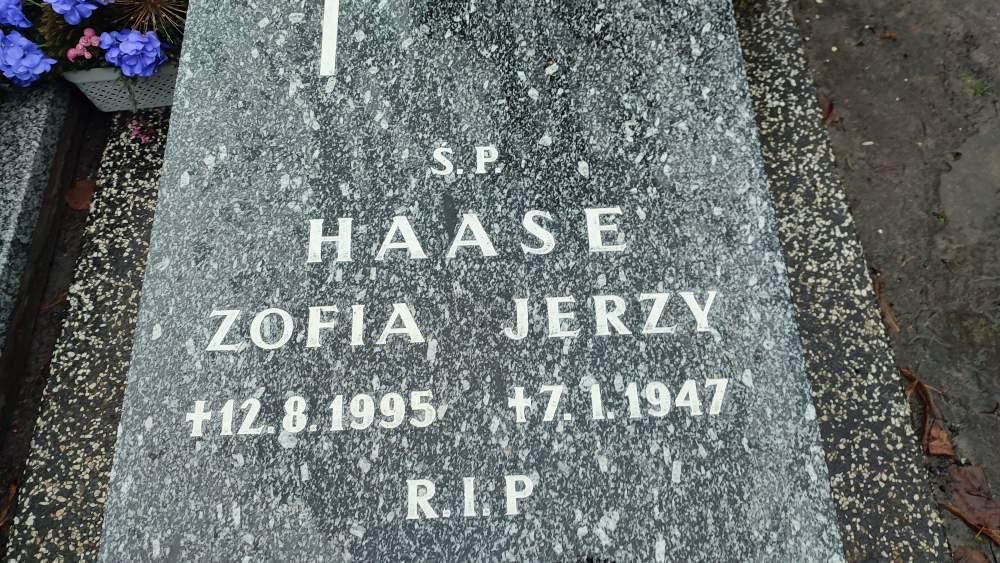 Ś.P.
HAASE
ZOFIA JERZY
✝12.8.1995 ✝7.1.1947
R.I.P